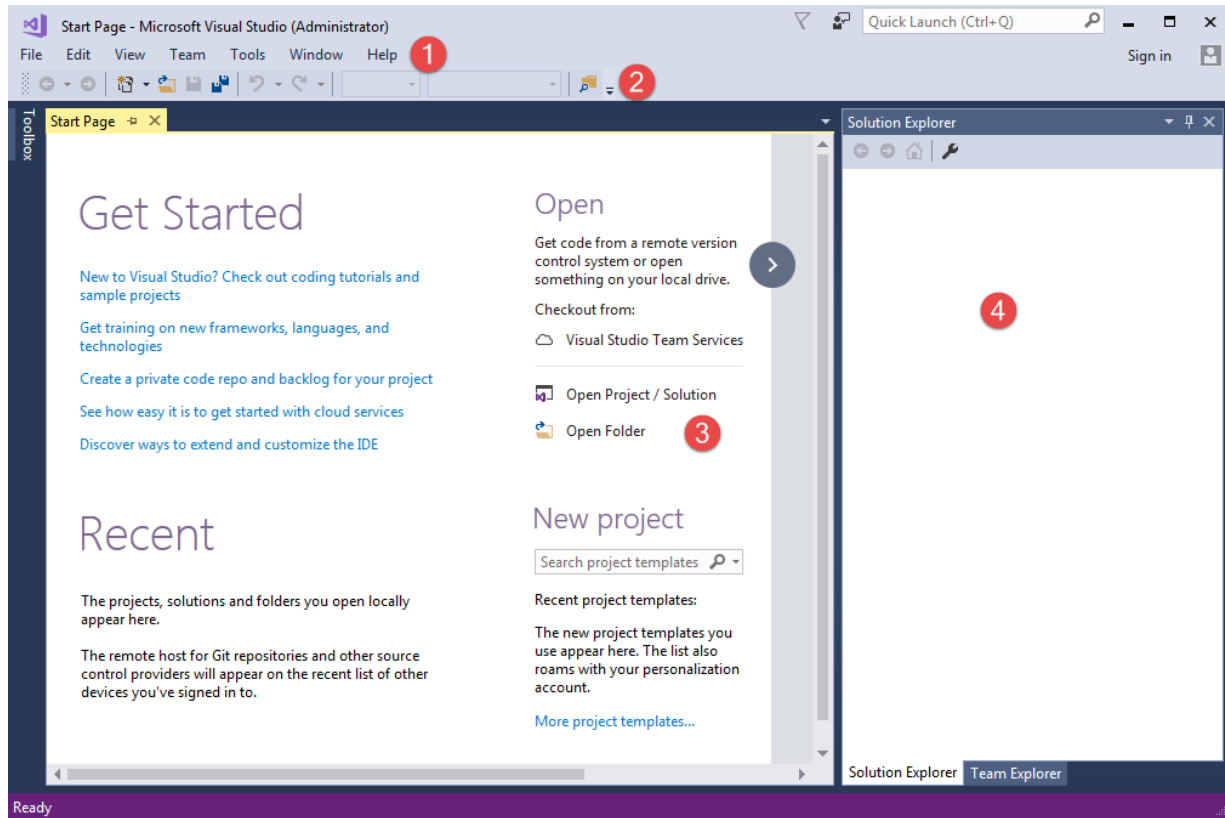 Start Page - Microsoft Visual Studio (Administrator)
Quick Launch (Ctrl+Q)
File Edit View Team Tools Window Help
1
Sign in
2
Toolbox
Start Page
Get Started
New to Visual Studio? Check out coding tutorials and
sample projects
Get training on new frameworks, languages, and
technologies
Create a private code repo and backlog for your project
See how easy it is to get started with cloud services
Discover ways to extend and customize the IDE
Recent
The projects, solutions and folders you open locally
appear here.
The remote host for Git repositories and other source
control providers will appear on the recent list of other
devices you've signed in to.
Open
Get code from a remote version
control system or open
something on your local drive.
Checkout from:
Visual Studio Team Services
Open Project / Solution
Open Folder
3
New project
Search project templates
Recent project templates:
The new project templates you
use appear here. The list also
roams with your personalization
account.
More project templates...
Solution Explorer
4
Solution Explorer Team Explorer
Ready